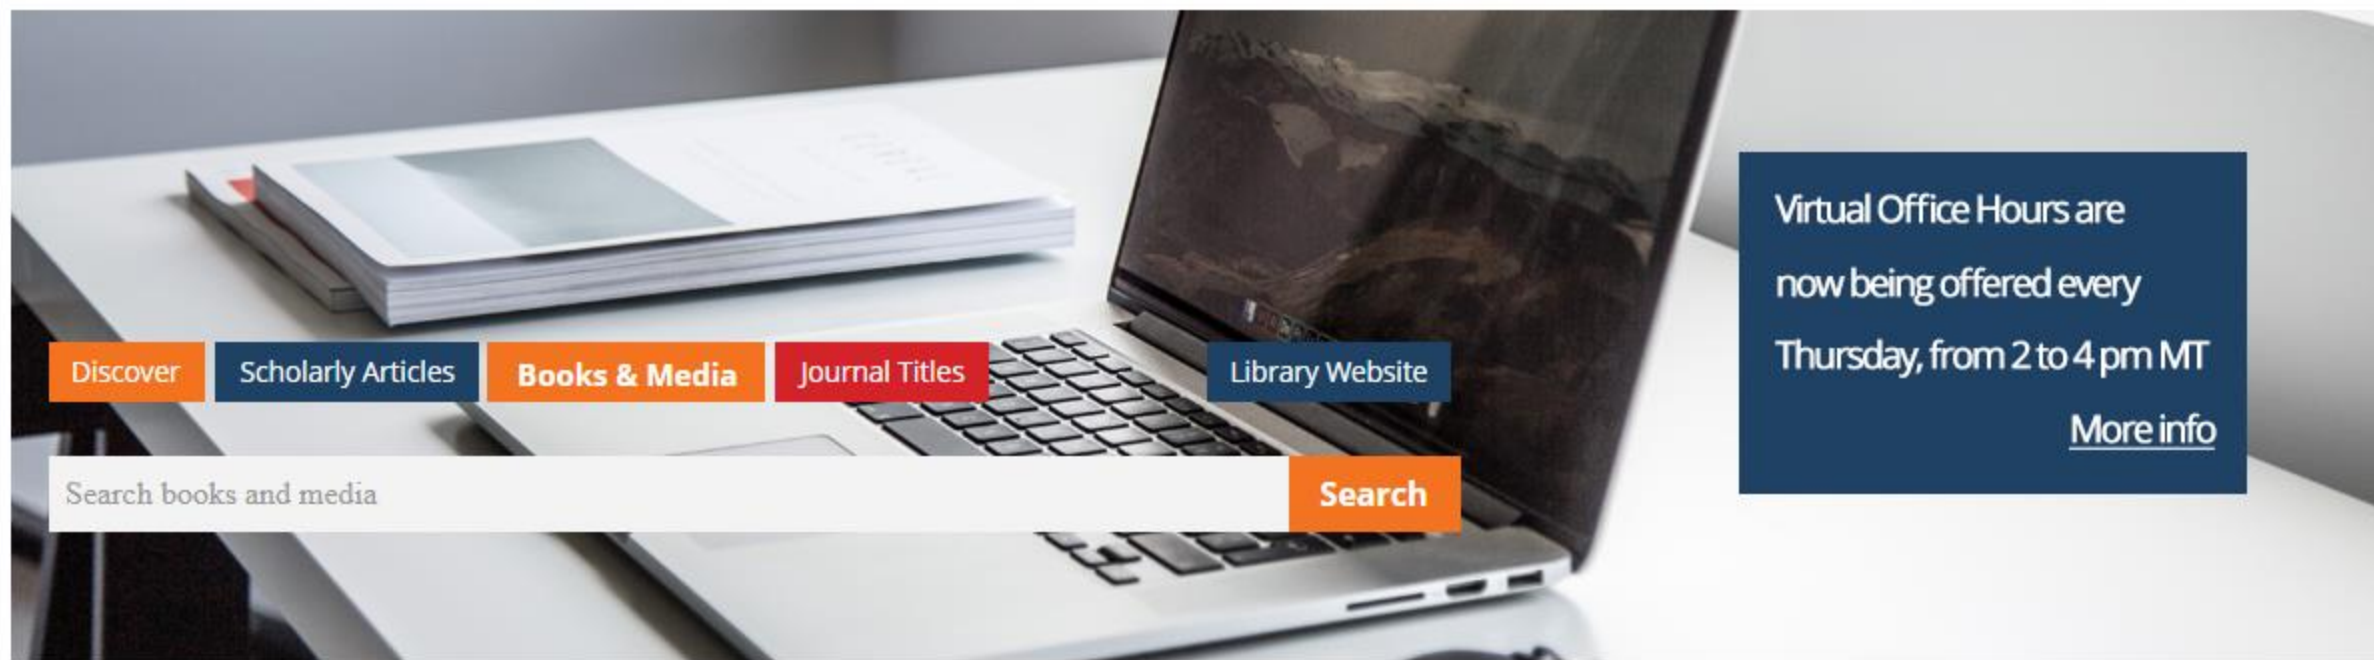 Discover
Scholarly Articles
Books & Media
Journal Titles
Library Website
Search books and media
Search
Virtual Office Hours are
now being offered every
Thursday, from 2 to 4 pm MT
More info